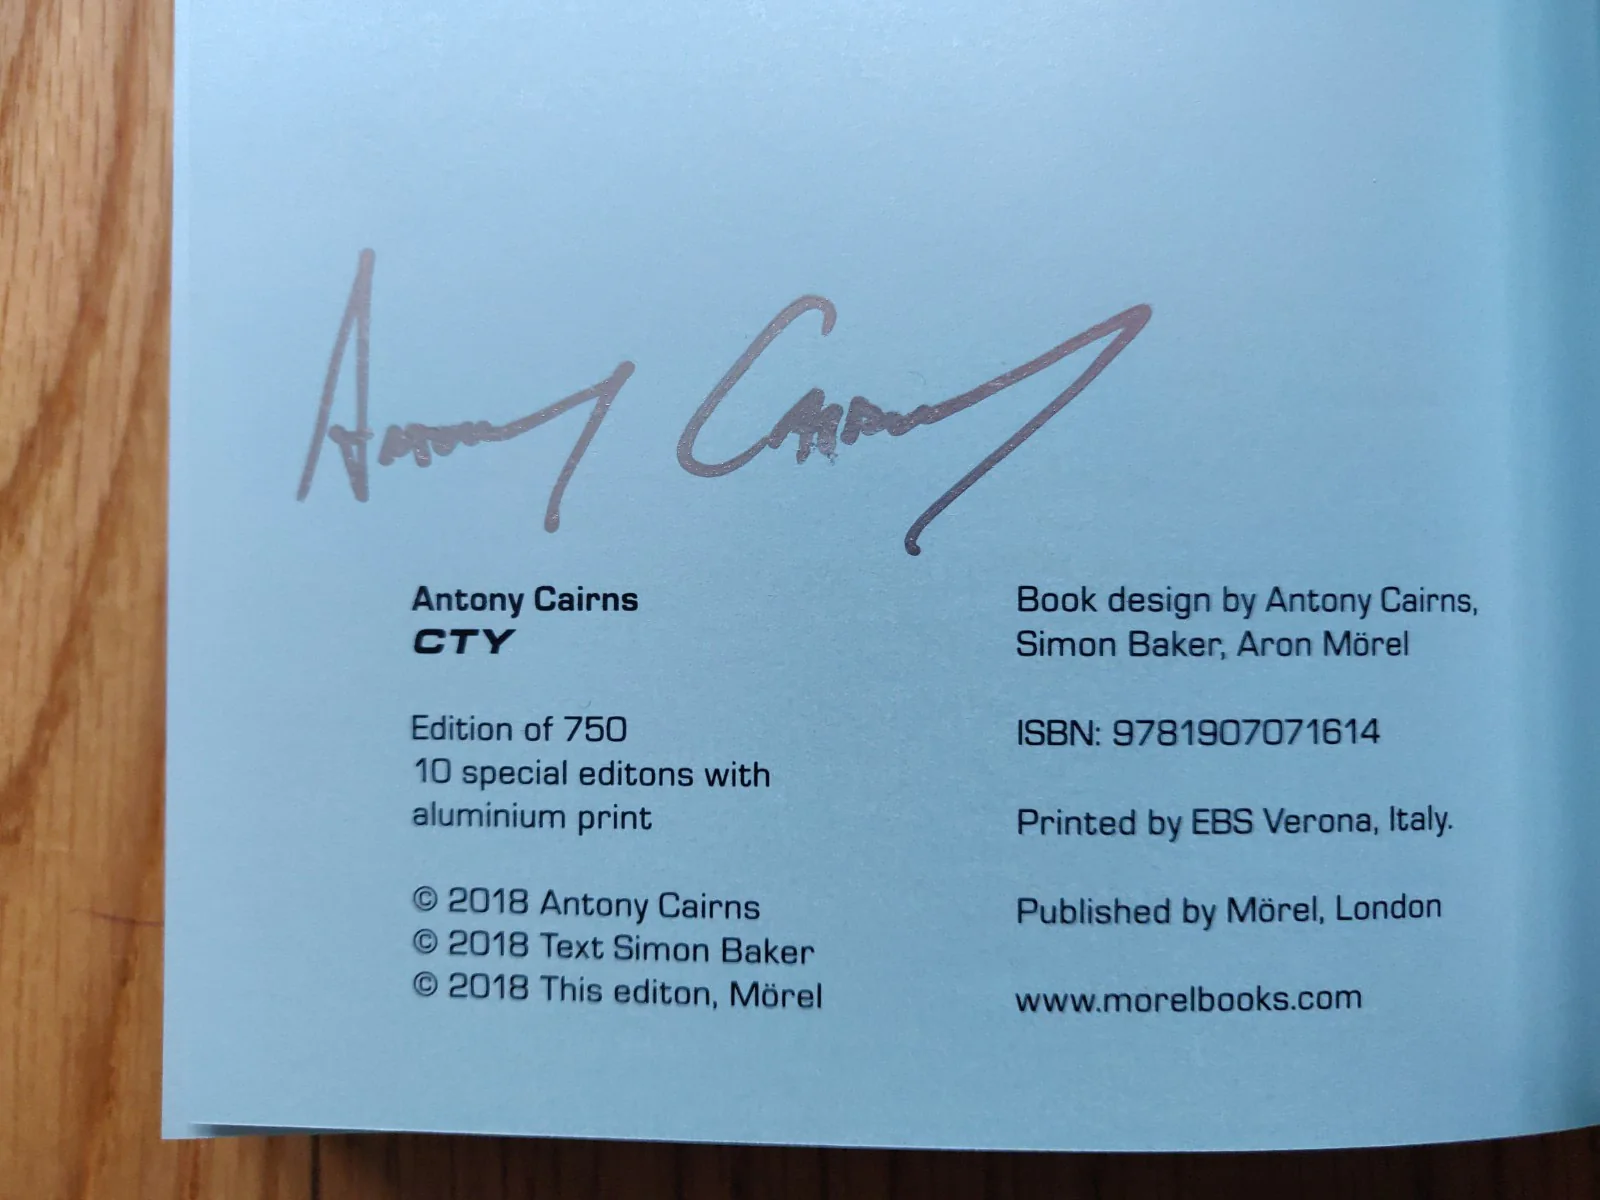 Antony Cairns
Antony Cairns
CTY
Edition of 750
10 special editons with
aluminium print
© 2018 Antony Cairns
© 2018 Text Simon Baker
© 2018 This editon, Mörel
Book design by Antony Cairns,
Simon Baker, Aron Mörel
ISBN: 9781907071614
Printed by EBS Verona, Italy.
Published by Mörel, London
www.morelbooks.com